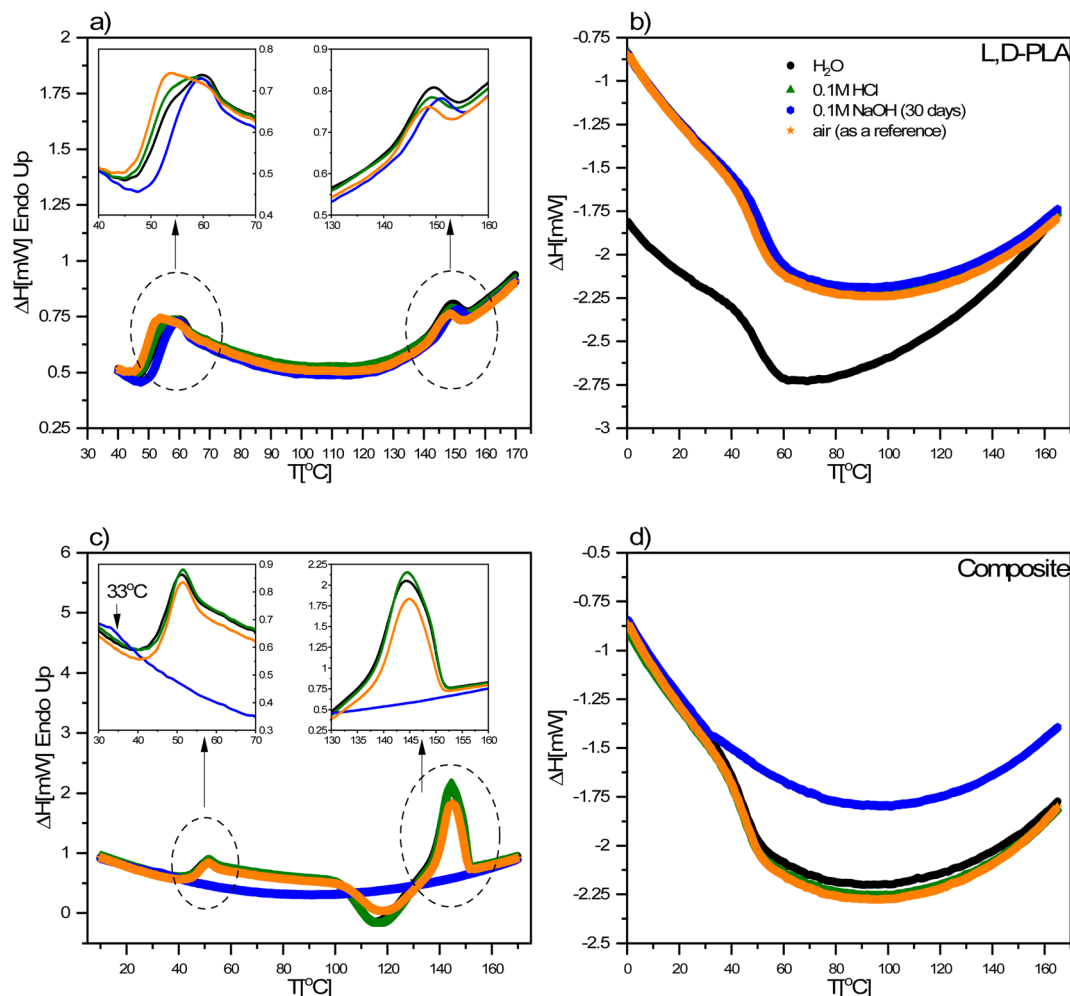 a)
2
1.75
1.5
1.25
1
0.75
0.5
0.25
ΔH[mW] Endo Up
30 40 50 60 70 80 90 100 110 120 130 140 150 160 170
T[°C]
0.8
0.7
0.6
0.5
0.4
40 50 60 70
0.9
0.8
0.7
0.6
0.5
130 140 150 160
b)
L,D-PLA
H₂O
0.1M HCl
0.1M NaOH (30 days)
air (as a reference)
-0.75
-1
-1.25
-1.5
-1.75
-2
-2.25
-2.5
-2.75
-3
ΔH[mW]
0 20 40 60 80 100 120 140 160
T[°C]
c)
6
5
4
3
2
1
0
ΔH[mW] Endo Up
20 40 60 80 100 120 140 160
T[°C]
33°C
0.9
0.8
0.7
0.6
0.5
0.4
0.3
30 40 50 60 70
2.25
2
1.75
1.5
1.25
1
0.75
0.5
0.25
130 135 140 145 150 155 160
d)
Composite
-0.5
-0.75
-1
-1.25
-1.5
-1.75
-2
-2.25
-2.5
ΔH[mW]
0 20 40 60 80 100 120 140 160
T[°C]